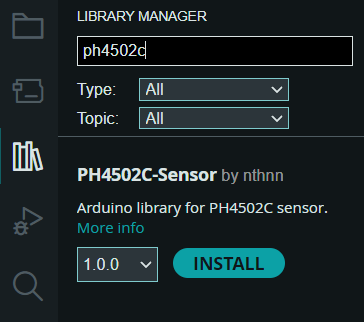 LIBRARY MANAGER
ph4502c
Type: All
Topic: All
PH4502C-Sensor by nthnn
Arduino library for PH4502C sensor.
More info
1.0.0 INSTALL